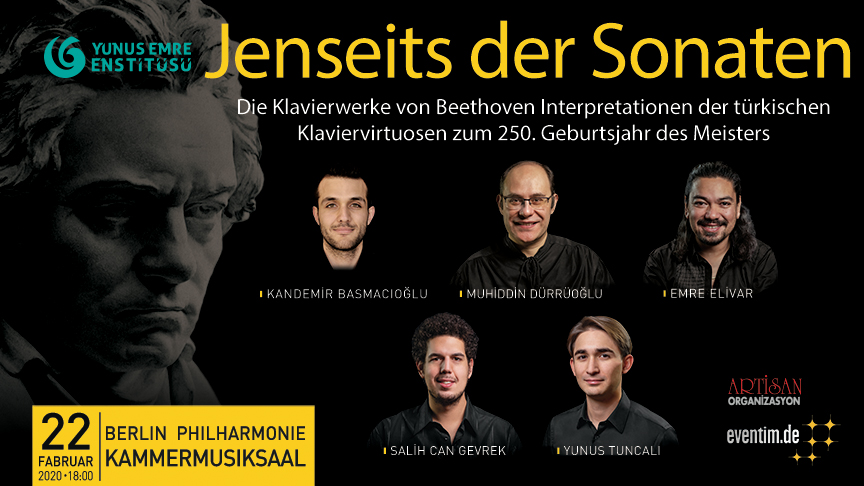 YUNUS EMRE
ENSTİTÜSÜ
Jenseits der Sonaten
Die Klavierwerke von Beethoven Interpretationen der türkischen
Klaviervirtuosen zum 250. Geburtsjahr des Meisters
KANDEMİR BASMACIOĞLU
MUHİDDİN DÜRRÜOĞLU
EMRE ELİVAR
SALİH CAN GEVREK
YUNUS TUNCALI
ARTİSAN
ORGANİZASYON
eventim.de
22
FABRUAR
2020•18:00
BERLIN PHILHARMONIE
KAMMERMUSIKSAAL